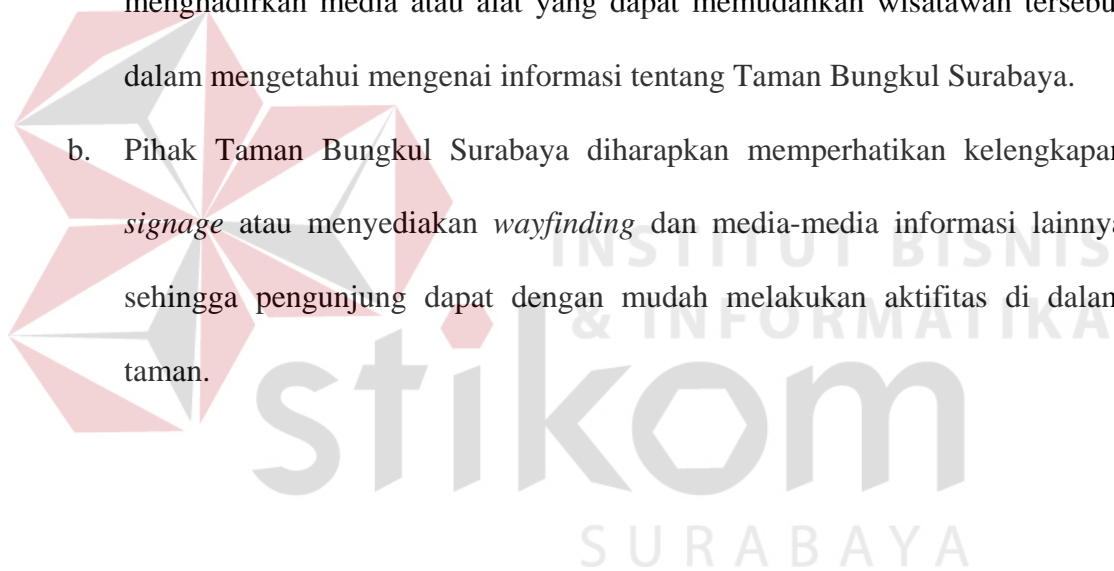 menghadirkan media atau alat yang dapat memudahkan wisatawan tersebut
dalam mengetahui mengenai informasi tentang Taman Bungkul Surabaya.
b. Pihak Taman Bungkul Surabaya diharapkan memperhatikan kelengkapan
signage atau menyediakan wayfinding dan media-media informasi lainnya
sehingga pengunjung dapat dengan mudah melakukan aktifitas di dalam
taman.
INSTITUT BISNIS
& INFORMATIKA
stikom
SURABAYA